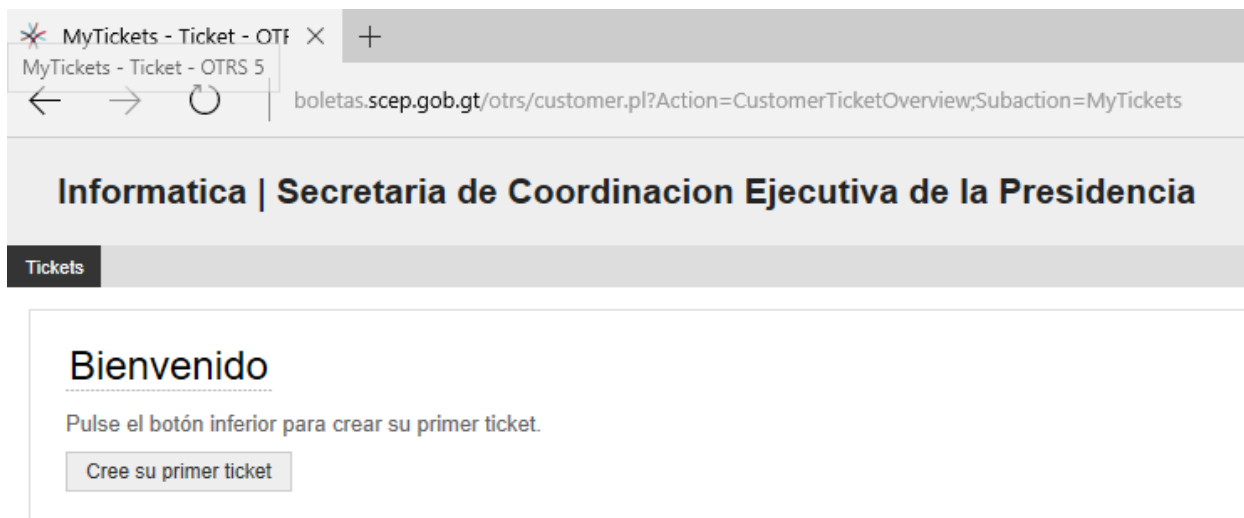 MyTickets - Ticket - OTF
MyTickets - Ticket - OTRS 5
boletas.scep.gob.gt/otrs/customer.pl?Action=CustomerTicketOverview;Subaction=MyTickets
Informatica | Secretaria de Coordinacion Ejecutiva de la Presidencia
Tickets
Bienvenido
Pulse el botón inferior para crear su primer ticket.
Cree su primer ticket